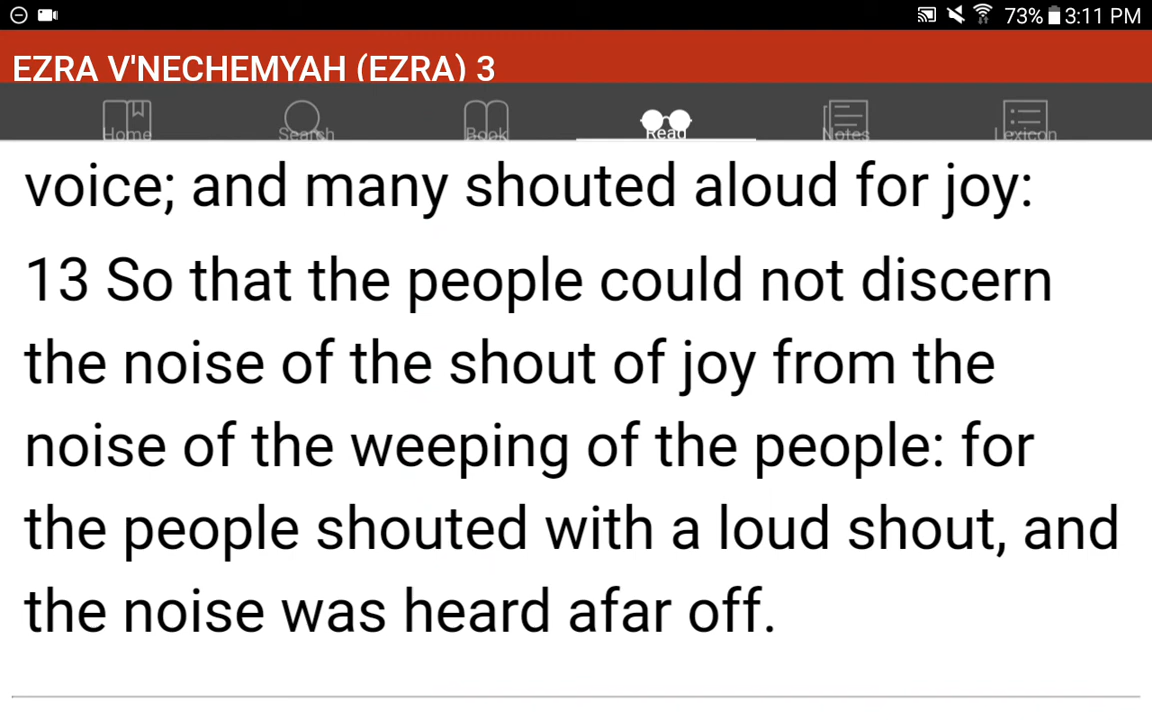 73% 3:11 PM
EZRA V'NECHEMYAH (EZRA) 3
Home Search Book Read Notes Lexicon
voice; and many shouted aloud for joy:
13 So that the people could not discern
the noise of the shout of joy from the
noise of the weeping of the people: for
the people shouted with a loud shout, and
the noise was heard afar off.